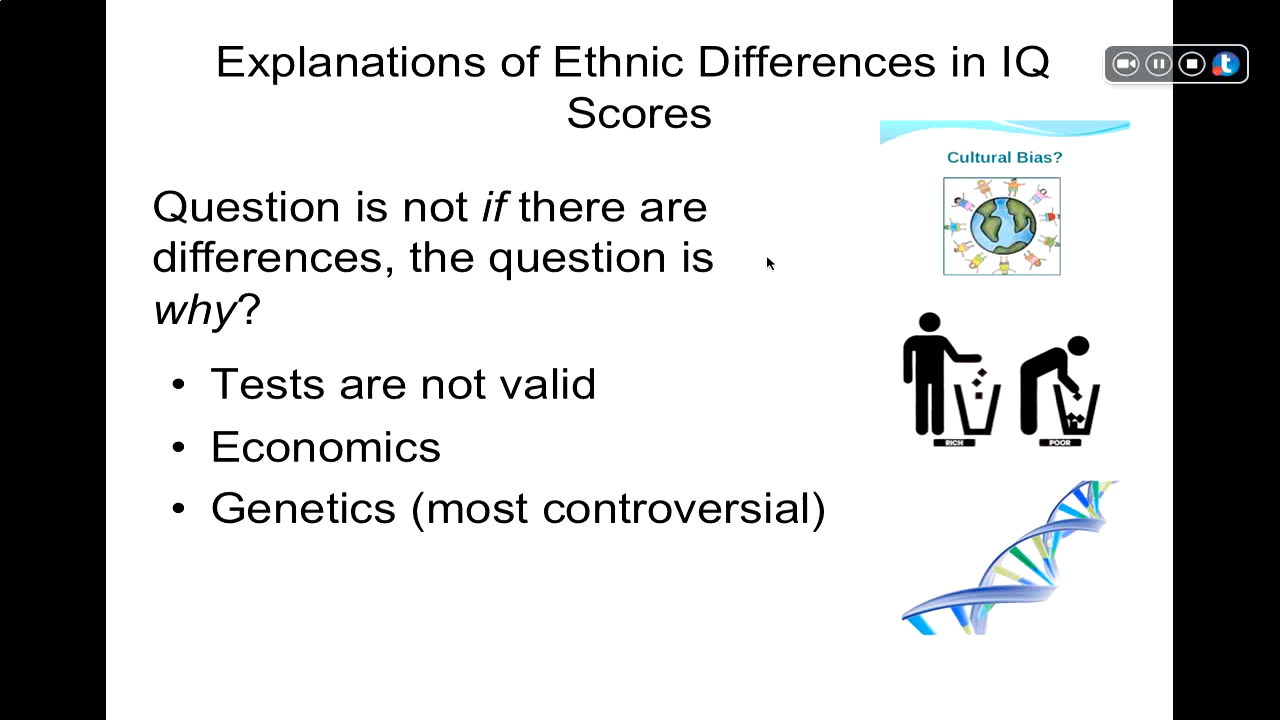 Explanations of Ethnic Differences in IQ
Scores
Cultural Bias?
Question is not if there are
differences, the question is
why?
• Tests are not valid
• Economics
• Genetics (most controversial)
RICH
POOR
t